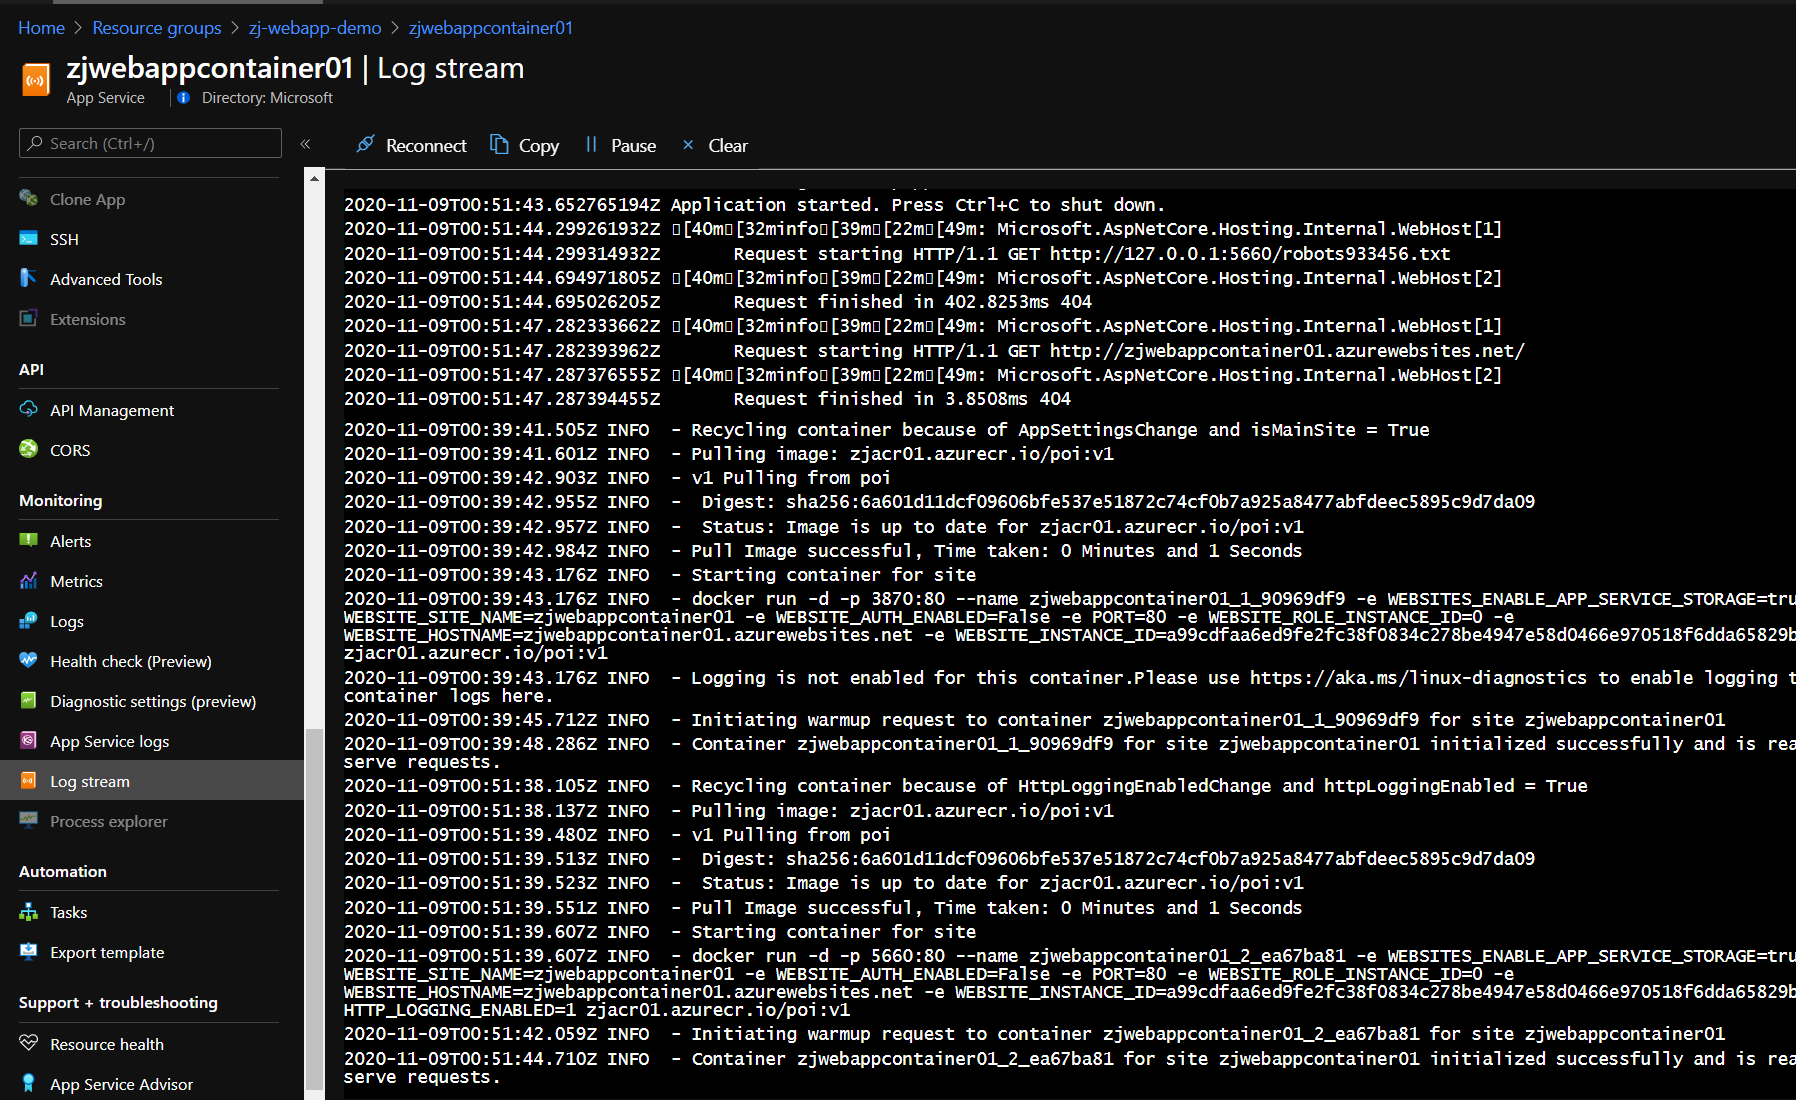 Home > Resource groups > zj-webapp-demo > zjwebappcontainer01
zjwebappcontainer01 | Log stream
App Service | Directory: Microsoft
Search (Ctrl+/)
«
Clone App
SSH
Advanced Tools
Extensions
API
API Management
CORS
Monitoring
Alerts
Metrics
Logs
Health check (Preview)
Diagnostic settings (preview)
App Service logs
Log stream
Process explorer
Automation
Tasks
Export template
Support + troubleshooting
Resource health
App Service Advisor
Reconnect Copy Pause Clear
2020-11-09T00:51:43.652765194Z Application started. Press Ctrl+C to shut down.
2020-11-09T00:51:44.299261932Z ▯[40m▯[32minfo▯[39m▯[22m▯[49m: Microsoft.AspNetCore.Hosting.Internal.WebHost[1]
2020-11-09T00:51:44.299314932Z       Request starting HTTP/1.1 GET http://127.0.0.1:5660/robots933456.txt
2020-11-09T00:51:44.694971805Z ▯[40m▯[32minfo▯[39m▯[22m▯[49m: Microsoft.AspNetCore.Hosting.Internal.WebHost[2]
2020-11-09T00:51:44.695026205Z       Request finished in 402.8253ms 404
2020-11-09T00:51:47.282333662Z ▯[40m▯[32minfo▯[39m▯[22m▯[49m: Microsoft.AspNetCore.Hosting.Internal.WebHost[1]
2020-11-09T00:51:47.282393962Z       Request starting HTTP/1.1 GET http://zjwebappcontainer01.azurewebsites.net/
2020-11-09T00:51:47.287376555Z ▯[40m▯[32minfo▯[39m▯[22m▯[49m: Microsoft.AspNetCore.Hosting.Internal.WebHost[2]
2020-11-09T00:51:47.287394455Z       Request finished in 3.8508ms 404
2020-11-09T00:39:41.505Z INFO  - Recycling container because of AppSettingsChange and isMainSite = True
2020-11-09T00:39:41.601Z INFO  - Pulling image: zjacr01.azurecr.io/poi:v1
2020-11-09T00:39:42.903Z INFO  - v1 Pulling from poi
2020-11-09T00:39:42.955Z INFO  -  Digest: sha256:6a601d11dcf09606bfe537e51872c74cf0b7a925a8477abfdeec5895c9d7da09
2020-11-09T00:39:42.957Z INFO  -  Status: Image is up to date for zjacr01.azurecr.io/poi:v1
2020-11-09T00:39:42.984Z INFO  - Pull Image successful, Time taken: 0 Minutes and 1 Seconds
2020-11-09T00:39:43.176Z INFO  - Starting container for site
2020-11-09T00:39:43.176Z INFO  - docker run -d -p 3870:80 --name zjwebappcontainer01_1_90969df9 -e WEBSITES_ENABLE_APP_SERVICE_STORAGE=tru
WEBSITE_SITE_NAME=zjwebappcontainer01 -e WEBSITE_AUTH_ENABLED=False -e PORT=80 -e WEBSITE_ROLE_INSTANCE_ID=0 -e
WEBSITE_HOSTNAME=zjwebappcontainer01.azurewebsites.net -e WEBSITE_INSTANCE_ID=a99cdfaa6ed9fe2fc38f0834c278be4947e58d0466e970518f6dda65829b
zjacr01.azurecr.io/poi:v1
2020-11-09T00:39:43.176Z INFO  - Logging is not enabled for this container.Please use https://aka.ms/linux-diagnostics to enable logging t
container logs here.
2020-11-09T00:39:45.712Z INFO  - Initiating warmup request to container zjwebappcontainer01_1_90969df9 for site zjwebappcontainer01
2020-11-09T00:39:48.286Z INFO  - Container zjwebappcontainer01_1_90969df9 for site zjwebappcontainer01 initialized successfully and is rea
serve requests.
2020-11-09T00:51:38.105Z INFO  - Recycling container because of HttpLoggingEnabledChange and httpLoggingEnabled = True
2020-11-09T00:51:38.137Z INFO  - Pulling image: zjacr01.azurecr.io/poi:v1
2020-11-09T00:51:39.480Z INFO  - v1 Pulling from poi
2020-11-09T00:51:39.513Z INFO  -  Digest: sha256:6a601d11dcf09606bfe537e51872c74cf0b7a925a8477abfdeec5895c9d7da09
2020-11-09T00:51:39.523Z INFO  -  Status: Image is up to date for zjacr01.azurecr.io/poi:v1
2020-11-09T00:51:39.551Z INFO  - Pull Image successful, Time taken: 0 Minutes and 1 Seconds
2020-11-09T00:51:39.607Z INFO  - Starting container for site
2020-11-09T00:51:39.607Z INFO  - docker run -d -p 5660:80 --name zjwebappcontainer01_2_ea67ba81 -e WEBSITES_ENABLE_APP_SERVICE_STORAGE=tru
WEBSITE_SITE_NAME=zjwebappcontainer01 -e WEBSITE_AUTH_ENABLED=False -e PORT=80 -e WEBSITE_ROLE_INSTANCE_ID=0 -e
WEBSITE_HOSTNAME=zjwebappcontainer01.azurewebsites.net -e WEBSITE_INSTANCE_ID=a99cdfaa6ed9fe2fc38f0834c278be4947e58d0466e970518f6dda65829b
HTTP_LOGGING_ENABLED=1 zjacr01.azurecr.io/poi:v1
2020-11-09T00:51:42.059Z INFO  - Initiating warmup request to container zjwebappcontainer01_2_ea67ba81 for site zjwebappcontainer01
2020-11-09T00:51:44.710Z INFO  - Container zjwebappcontainer01_2_ea67ba81 for site zjwebappcontainer01 initialized successfully and is rea
serve requests.